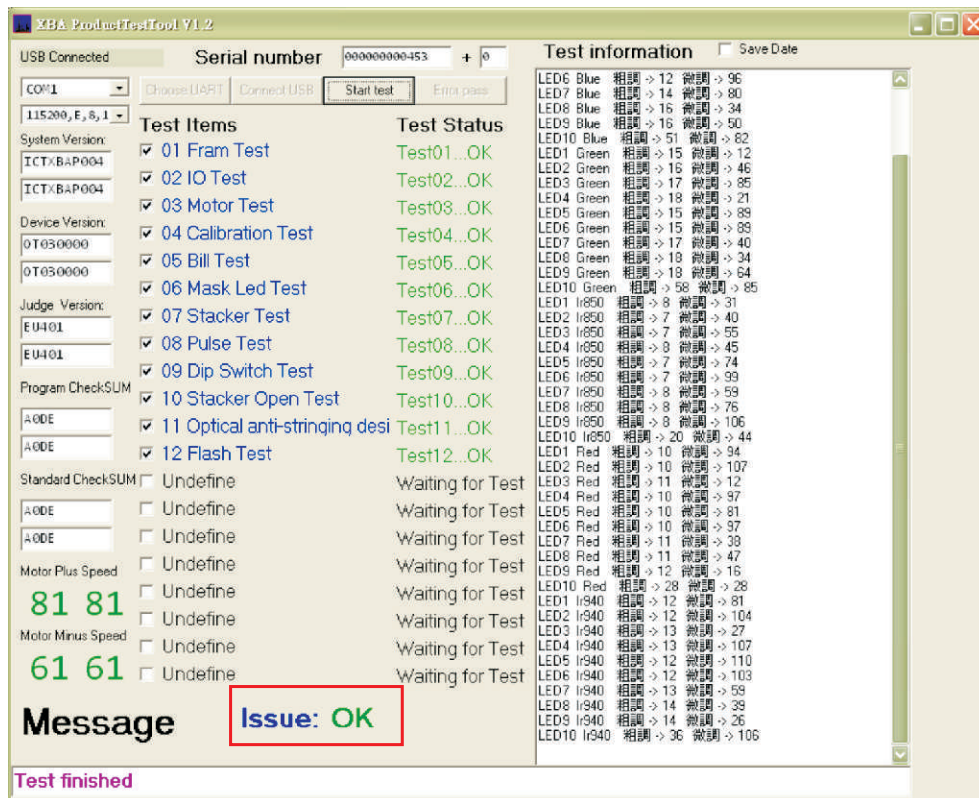 XBA ProductTestTool V1.2
USB Connected
Serial number 000000000453 + 0
COM1
Choose UART Connect USB Start test Error pass
115200,E,8,1
Test Items Test Status
System Version:
ICTXBAP004
ICTXBAP004
Device Version:
0T030000
0T030000
Judge Version:
EU401
EU401
Program CheckSUM
A0DE
A0DE
Standard CheckSUM
A0DE
A0DE
Motor Plus Speed
81 81
Motor Minus Speed
61 61
01 Fram Test Test01...OK
02 IO Test Test02...OK
03 Motor Test Test03...OK
04 Calibration Test Test04...OK
05 Bill Test Test05...OK
06 Mask Led Test Test06...OK
07 Stacker Test Test07...OK
08 Pulse Test Test08...OK
09 Dip Switch Test Test09...OK
10 Stacker Open Test Test10...OK
11 Optical anti-stringing desi Test11...OK
12 Flash Test Test12...OK
Undefine Waiting for Test
Undefine Waiting for Test
Undefine Waiting for Test
Undefine Waiting for Test
Undefine Waiting for Test
Undefine Waiting for Test
Undefine Waiting for Test
Undefine Waiting for Test
Message Issue: OK
Test finished
Test information Save Date
LED6 Blue 粗調 -> 12 微調 -> 96
LED7 Blue 粗調 -> 14 微調 -> 80
LED8 Blue 粗調 -> 16 微調 -> 34
LED9 Blue 粗調 -> 16 微調 -> 50
LED10 Blue 粗調 -> 51 微調 -> 82
LED1 Green 粗調 -> 15 微調 -> 12
LED2 Green 粗調 -> 16 微調 -> 46
LED3 Green 粗調 -> 17 微調 -> 85
LED4 Green 粗調 -> 18 微調 -> 21
LED5 Green 粗調 -> 15 微調 -> 89
LED6 Green 粗調 -> 15 微調 -> 89
LED7 Green 粗調 -> 17 微調 -> 40
LED8 Green 粗調 -> 18 微調 -> 34
LED9 Green 粗調 -> 18 微調 -> 64
LED10 Green 粗調 -> 58 微調 -> 85
LED1 Ir850 粗調 -> 8 微調 -> 31
LED2 Ir850 粗調 -> 7 微調 -> 40
LED3 Ir850 粗調 -> 7 微調 -> 55
LED4 Ir850 粗調 -> 8 微調 -> 45
LED5 Ir850 粗調 -> 7 微調 -> 74
LED6 Ir850 粗調 -> 7 微調 -> 99
LED7 Ir850 粗調 -> 8 微調 -> 59
LED8 Ir850 粗調 -> 8 微調 -> 76
LED9 Ir850 粗調 -> 8 微調 -> 106
LED10 Ir850 粗調 -> 20 微調 -> 44
LED1 Red 粗調 -> 10 微調 -> 94
LED2 Red 粗調 -> 10 微調 -> 107
LED3 Red 粗調 -> 11 微調 -> 12
LED4 Red 粗調 -> 10 微調 -> 97
LED5 Red 粗調 -> 10 微調 -> 81
LED6 Red 粗調 -> 10 微調 -> 97
LED7 Red 粗調 -> 11 微調 -> 38
LED8 Red 粗調 -> 11 微調 -> 47
LED9 Red 粗調 -> 12 微調 -> 16
LED10 Red 粗調 -> 28 微調 -> 28
LED1 Ir940 粗調 -> 12 微調 -> 81
LED2 Ir940 粗調 -> 12 微調 -> 104
LED3 Ir940 粗調 -> 13 微調 -> 27
LED4 Ir940 粗調 -> 13 微調 -> 107
LED5 Ir940 粗調 -> 12 微調 -> 110
LED6 Ir940 粗調 -> 12 微調 -> 103
LED7 Ir940 粗調 -> 13 微調 -> 59
LED8 Ir940 粗調 -> 14 微調 -> 39
LED9 Ir940 粗調 -> 14 微調 -> 26
LED10 Ir940 粗調 -> 36 微調 -> 106